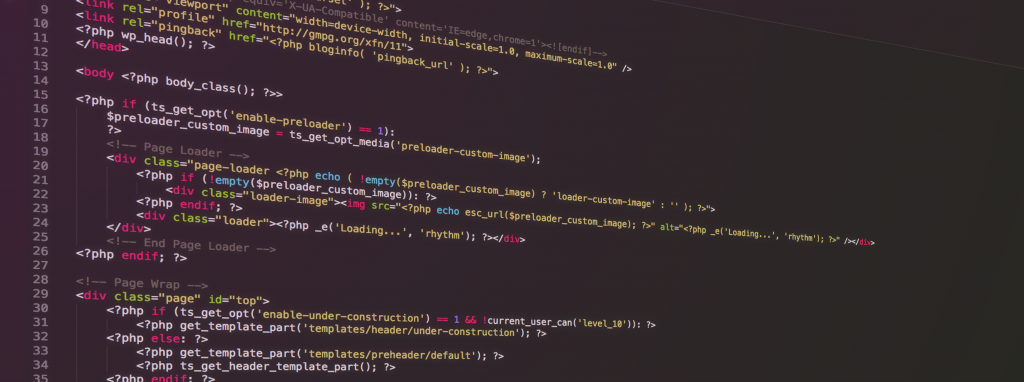 set' ); ?>">
equiv='X-UA-Compatible' content='IE=edge,chrome=1'><![endif]-->
viewport" content="width=device-width, initial-scale=1.0, maximum-scale=1.0" />
<link rel="profile" href="http://gmpg.org/xfn/11">
9 <link rel="pingback" href="<?php bloginfo( 'pingback_url' ); ?>">
10 <?php wp_head(); ?>
11 </head>
12
13 <body <?php body_class(); ?>>
14
15 <?php if (ts_get_opt('enable-preloader') == 1):
16 $preloader_custom_image = ts_get_opt_media('preloader-custom-image');
17 ?>
18 <!-- Page Loader -->
19 <div class="page-loader <?php echo ( !empty($preloader_custom_image) ? 'loader-custom-image' : '' ); ?>">
20 <?php if (!empty($preloader_custom_image)): ?>
21 <div class="loader-image"><img src="<?php echo esc_url($preloader_custom_image); ?>" alt="<?php _e('Loading...', 'rhythm'); ?>" /></div>
22 <?php endif; ?>
23 <div class="loader"><?php _e('Loading...', 'rhythm'); ?></div>
24 </div>
25 <!-- End Page Loader -->
26 <?php endif; ?>
27
28 <!-- Page Wrap -->
29 <div class="page" id="top">
30 <?php if (ts_get_opt('enable-under-construction') == 1 && !current_user_can('level_10')): ?>
31 <?php get_template_part('templates/header/under-construction'); ?>
32 <?php else: ?>
33 <?php get_template_part('templates/preheader/default'); ?>
34 <?php ts_get_header_template_part(); ?>
35 <?php endif; ?>